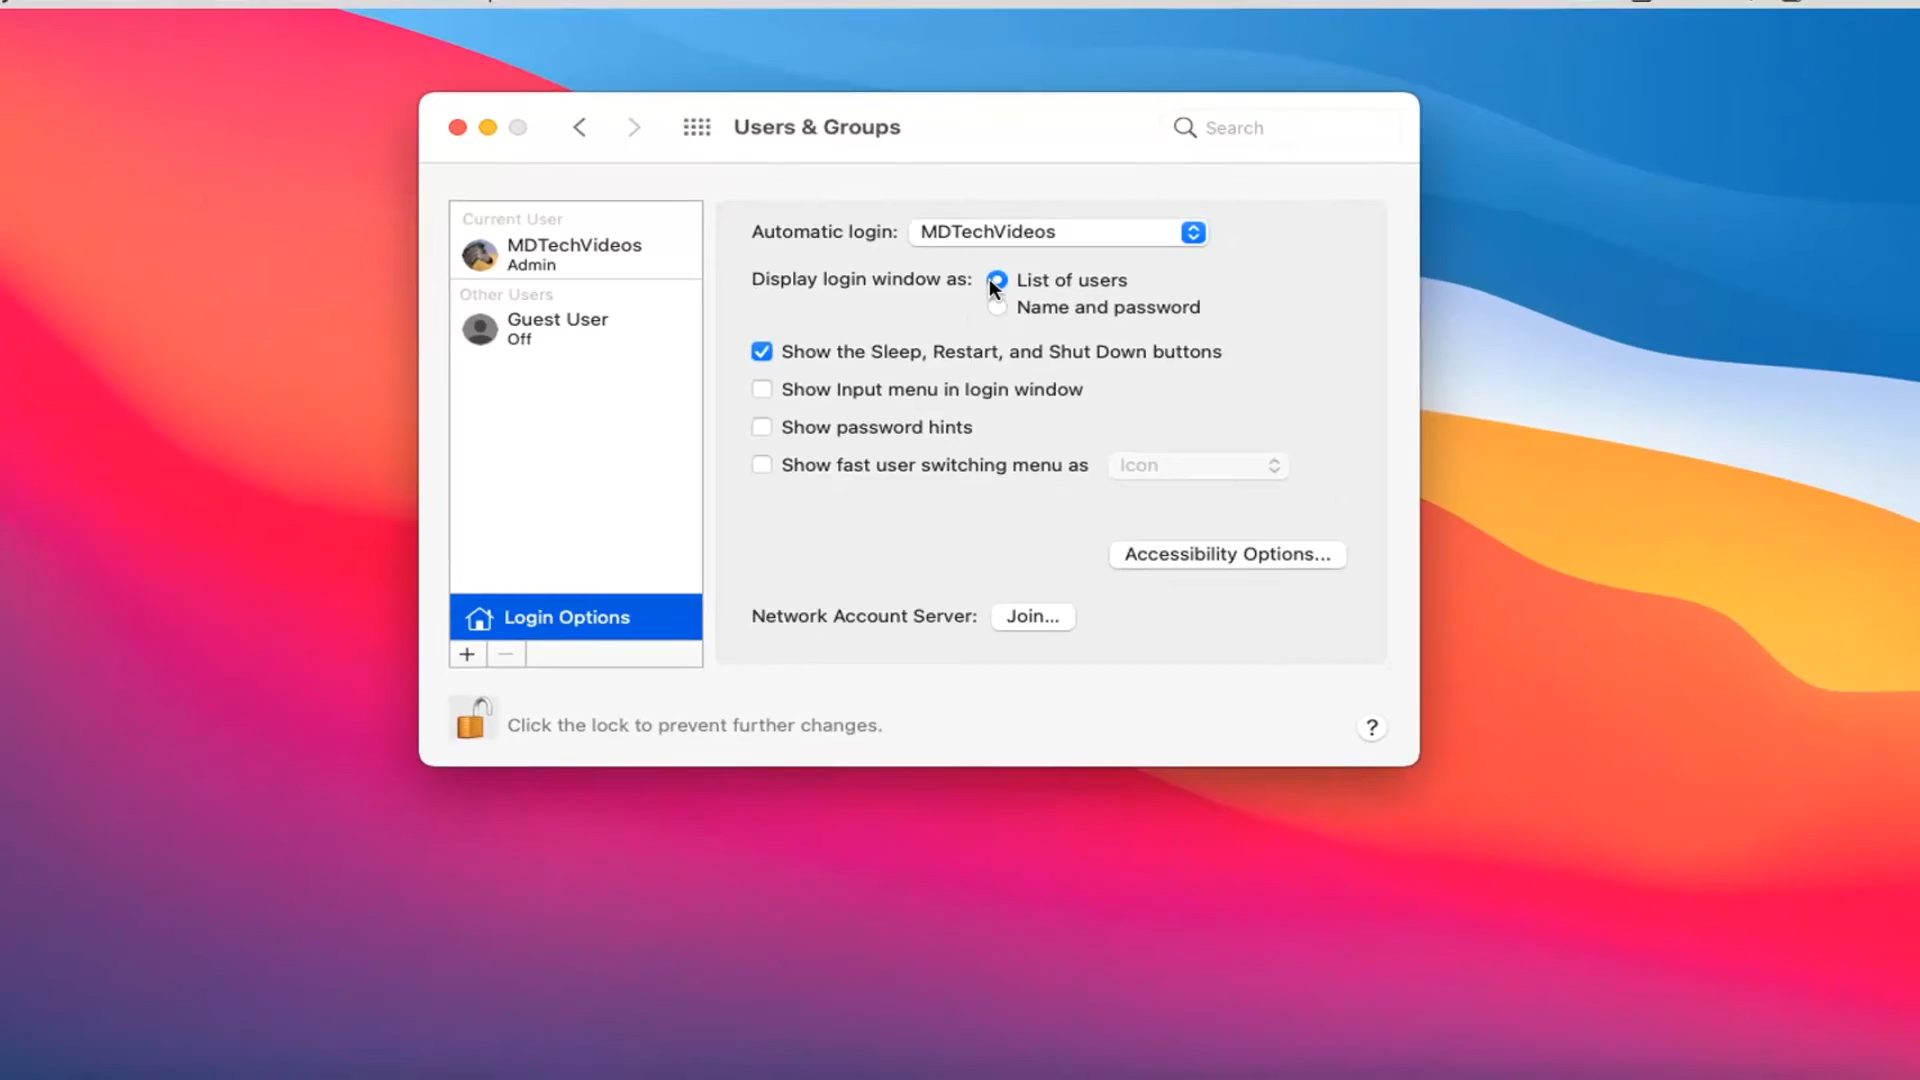 Users & Groups
Search
Current User
MDTechVideos
Admin
Other Users
Guest User
Off
Login Options
Automatic login: MDTechVideos
Display login window as: List of users
Name and password
Show the Sleep, Restart, and Shut Down buttons
Show Input menu in login window
Show password hints
Show fast user switching menu as Icon
Accessibility Options...
Network Account Server: Join...
Click the lock to prevent further changes.
?